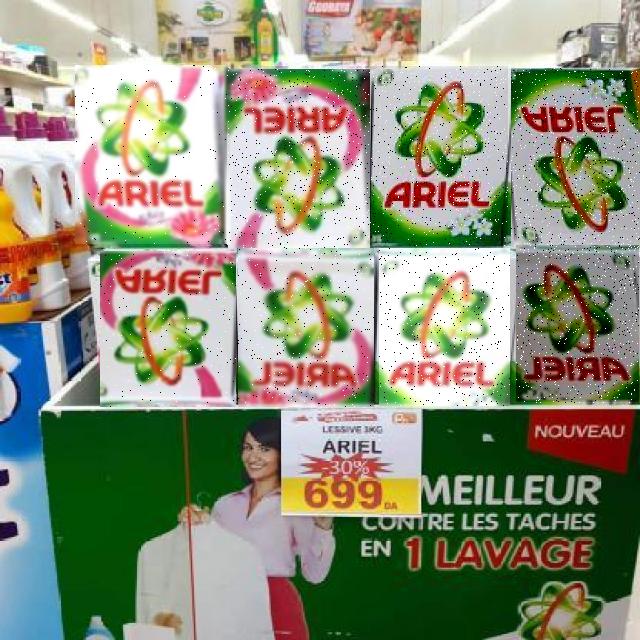 ARIEL
ARIEL
ARIEL
ARIEL
ARIEL
ARIEL
ARIEL
ARIEL
NOUVEAU
LESSIVE 3KG
ARIEL
-30%
699 DA
MEILLEUR
CONTRE LES TACHES
EN 1 LAVAGE